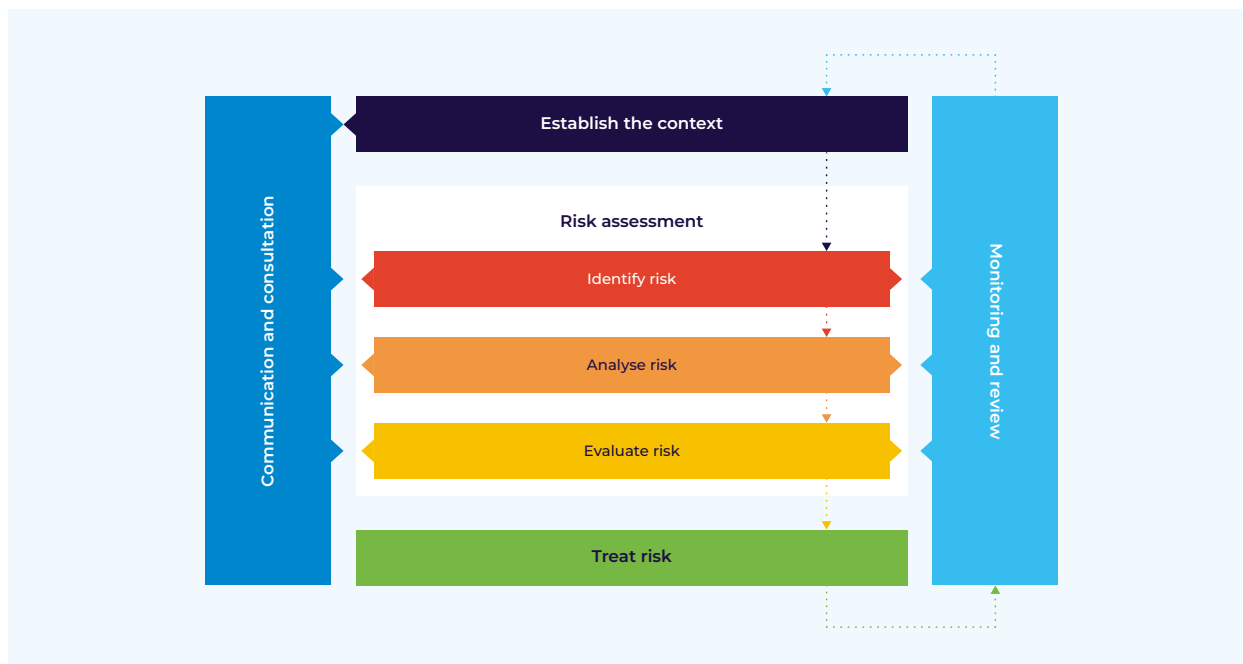 Establish the context
Communication and consultation
Risk assessment
Identify risk
Analyse risk
Evaluate risk
Monitoring and review
Treat risk